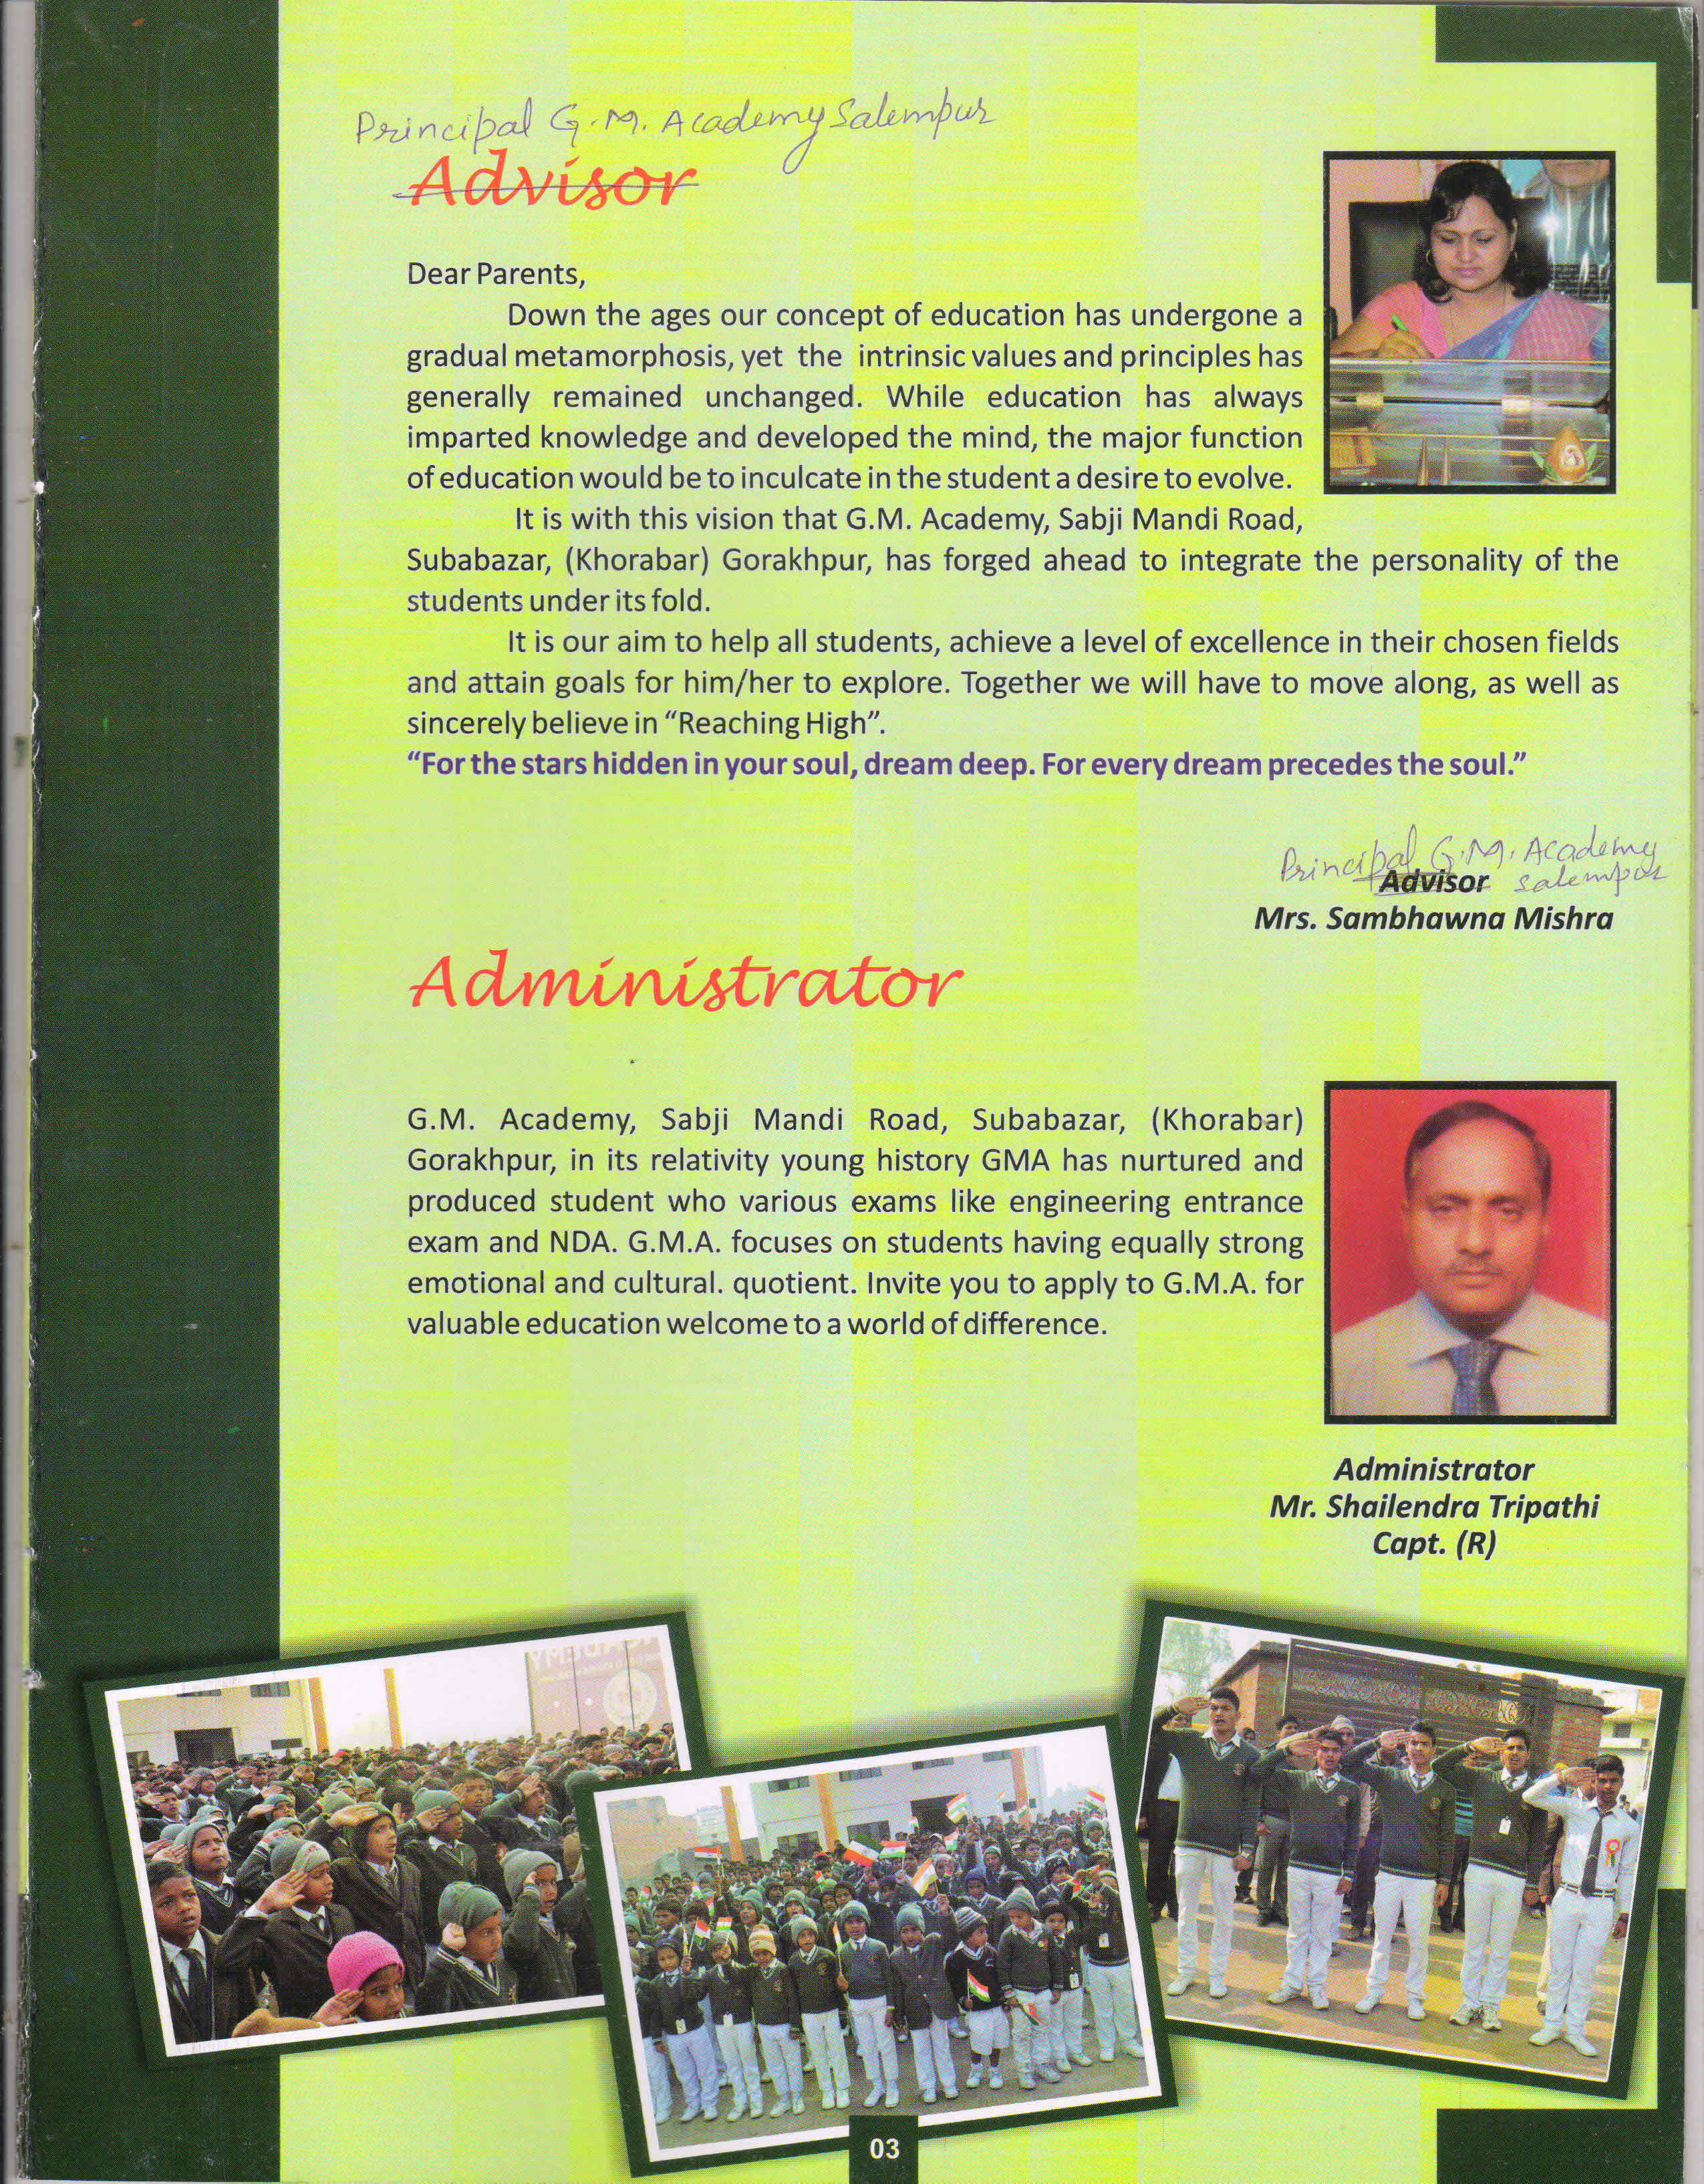 Principal G.M. Academy Salempur
Advisor
Dear Parents,
Down the ages our concept of education has undergone a
gradual metamorphosis, yet the intrinsic values and principles has
generally remained unchanged. While education has always
imparted knowledge and developed the mind, the major function
of education would be to inculcate in the student a desire to evolve.
It is with this vision that G.M. Academy, Sabji Mandi Road,
Subabazar, (Khorabar) Gorakhpur, has forged ahead to integrate the personality of the
students under its fold.
It is our aim to help all students, achieve a level of excellence in their chosen fields
and attain goals for him/her to explore. Together we will have to move along, as well as
sincerely believe in “Reaching High”.
“For the stars hidden in your soul, dream deep. For every dream precedes the soul.”
Principal G.M. Academy
Advisor Salempur
Mrs. Sambhawna Mishra
Administrator
G.M. Academy, Sabji Mandi Road, Subabazar, (Khorabar)
Gorakhpur, in its relativity young history GMA has nurtured and
produced student who various exams like engineering entrance
exam and NDA. G.M.A. focuses on students having equally strong
emotional and cultural. quotient. Invite you to apply to G.M.A. for
valuable education welcome to a world of difference.
Administrator
Mr. Shailendra Tripathi
Capt. (R)
03